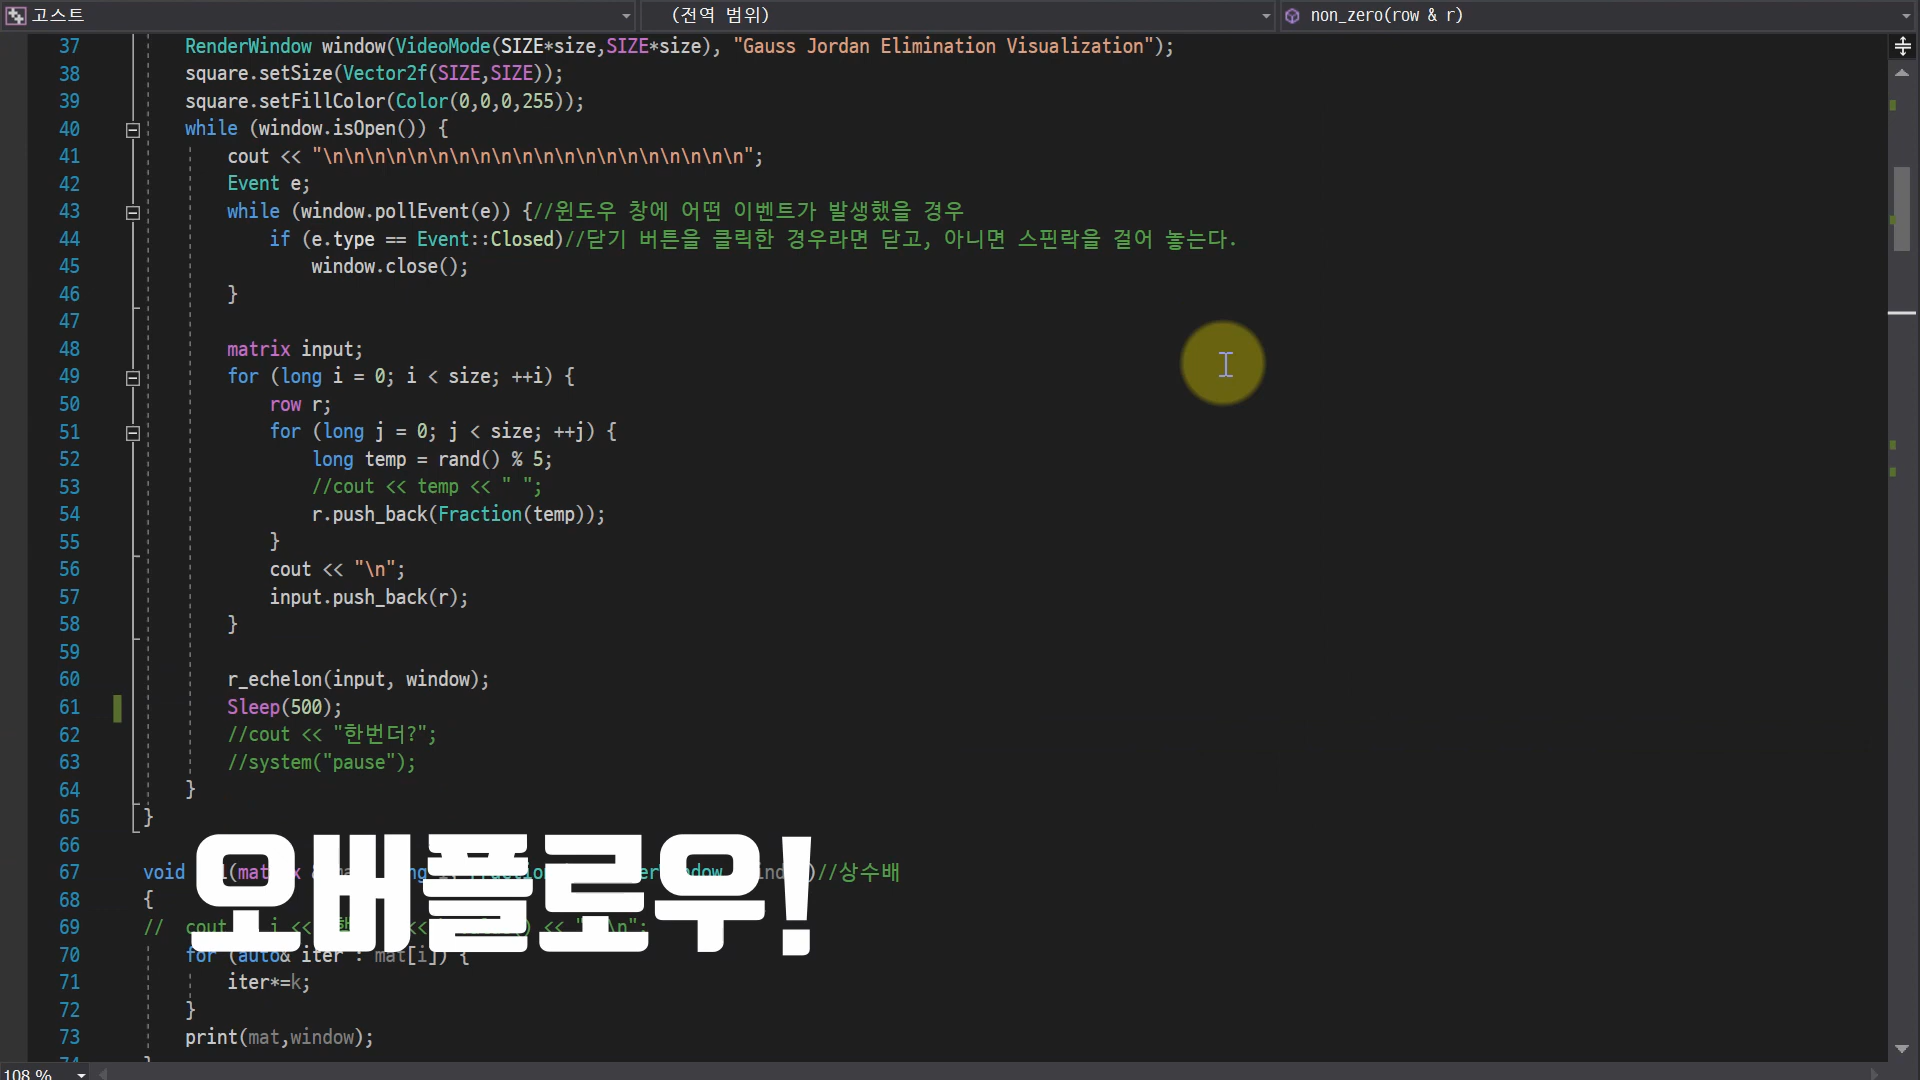 고스트 (전역 범위) non_zero(row & r)
37 RenderWindow window(VideoMode(SIZE*size,SIZE*size), "Gauss Jordan Elimination Visualization");
38 square.setSize(Vector2f(SIZE,SIZE));
39 square.setFillColor(Color(0,0,0,255));
40 while (window.isOpen()) {
41 cout << "\n\n\n\n\n\n\n\n\n\n\n\n\n\n\n\n\n\n\n\n";
42 Event e;
43 while (window.pollEvent(e)) {//윈도우 창에 어떤 이벤트가 발생했을 경우
44 if (e.type == Event::Closed)//닫기 버튼을 클릭한 경우라면 닫고, 아니면 스핀락을 걸어 놓는다.
45 window.close();
46 }
47
48 matrix input;
49 for (long i = 0; i < size; ++i) {
50 row r;
51 for (long j = 0; j < size; ++j) {
52 long temp = rand() % 5;
53 //cout << temp << " ";
54 r.push_back(Fraction(temp));
55 }
56 cout << "\n";
57 input.push_back(r);
58 }
59
60 r_echelon(input, window);
61 Sleep(500);
62 //cout << "한번더?";
63 //system("pause");
64 }
65 }
66
67 void //상수배
68 {
69 // cout i <<
70 for (auto& iter : mat[i]) {
71 iter*=k;
72 }
73 print(mat,window);
74 }
오버플로우!
108 %